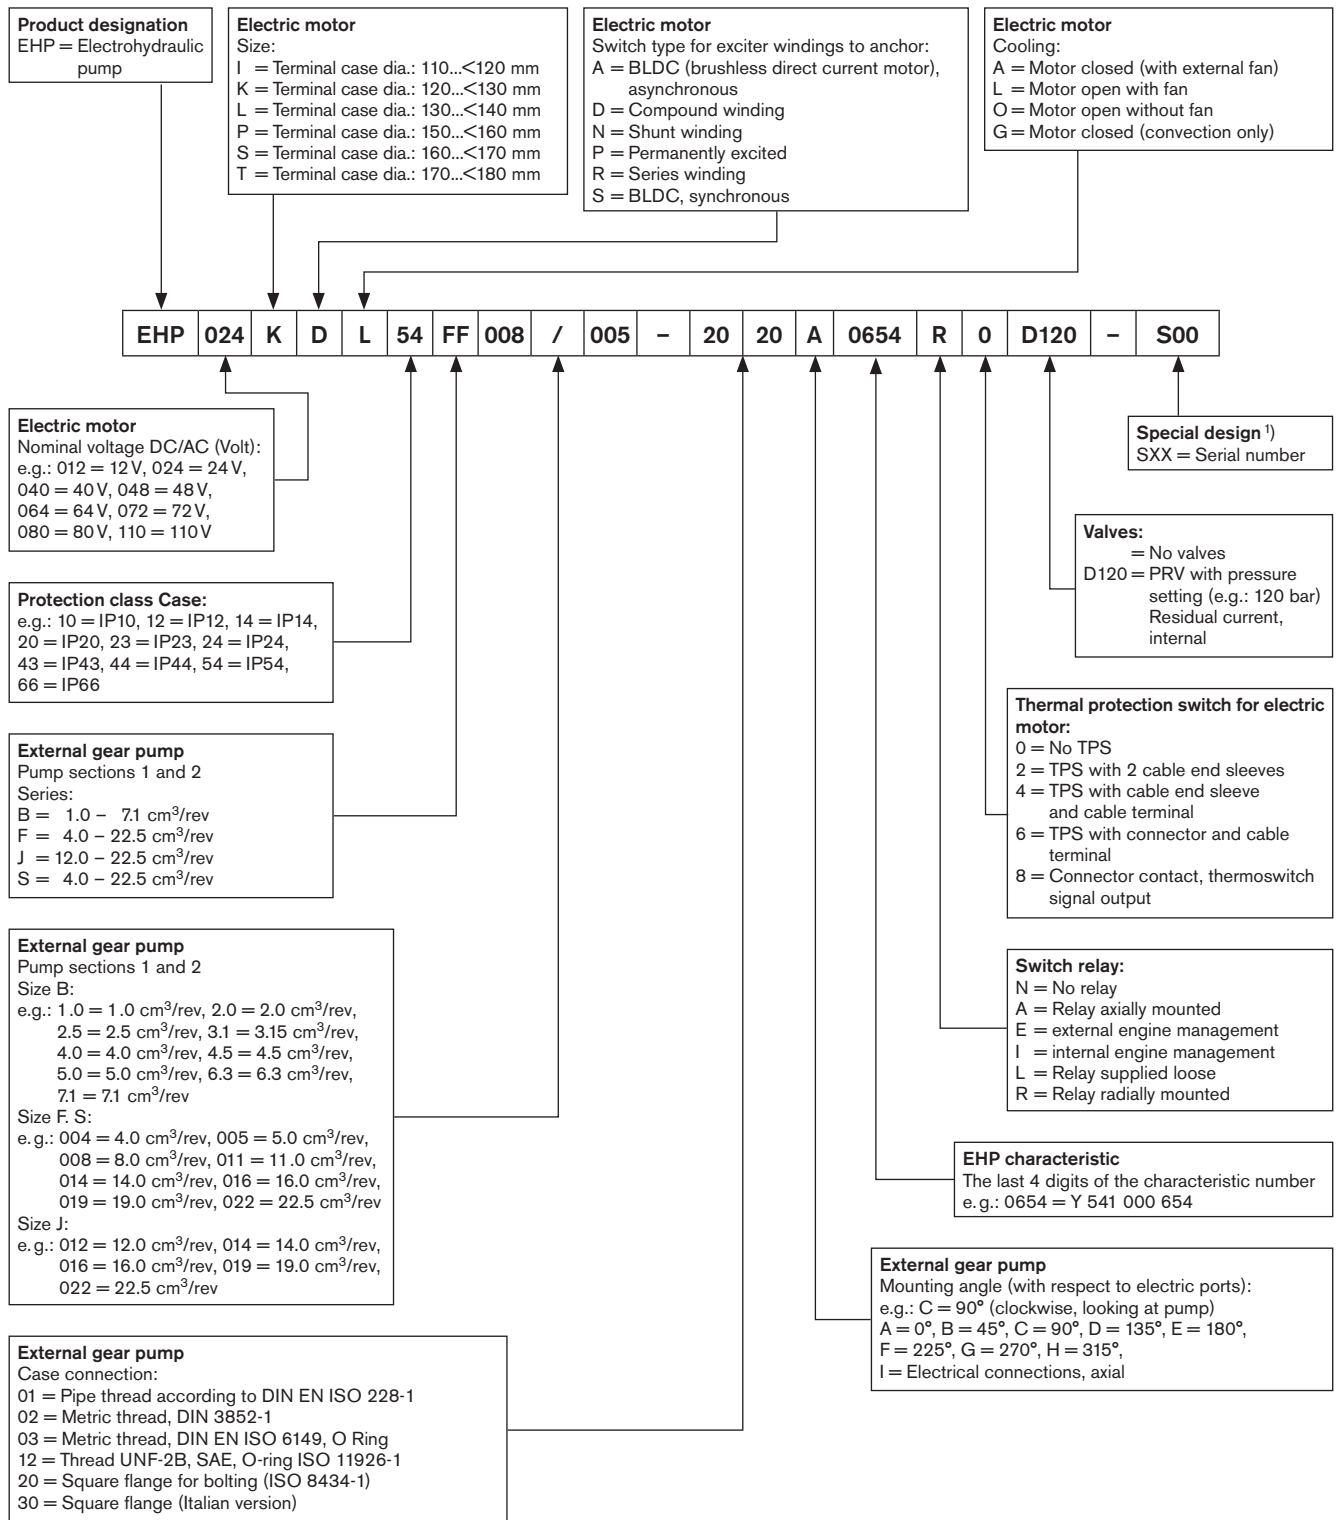 Product designation
EHP = Electrohydraulic
pump
Electric motor
Size:
I = Terminal case dia.: 110...<120 mm
K = Terminal case dia.: 120...<130 mm
L = Terminal case dia.: 130...<140 mm
P = Terminal case dia.: 150...<160 mm
S = Terminal case dia.: 160...<170 mm
T = Terminal case dia.: 170...<180 mm
Electric motor
Switch type for exciter windings to anchor:
A = BLDC (brushless direct current motor),
asynchronous
D = Compound winding
N = Shunt winding
P = Permanently excited
R = Series winding
S = BLDC, synchronous
Electric motor
Cooling:
A = Motor closed (with external fan)
L = Motor open with fan
O = Motor open without fan
G = Motor closed (convection only)
EHP 024 K D L 54 FF 008 / 005 – 20 20 A 0654 R 0 D120 – S00
Electric motor
Nominal voltage DC/AC (Volt):
e.g.: 012 = 12 V, 024 = 24 V,
040 = 40 V, 048 = 48 V,
064 = 64 V, 072 = 72 V,
080 = 80 V, 110 = 110 V
Protection class Case:
e.g.: 10 = IP10, 12 = IP12, 14 = IP14,
20 = IP20, 23 = IP23, 24 = IP24,
43 = IP43, 44 = IP44, 54 = IP54,
66 = IP66
External gear pump
Pump sections 1 and 2
Series:
B = 1.0 – 7.1 cm³/rev
F = 4.0 – 22.5 cm³/rev
J = 12.0 – 22.5 cm³/rev
S = 4.0 – 22.5 cm³/rev
External gear pump
Pump sections 1 and 2
Size B:
e.g.: 1.0 = 1.0 cm³/rev, 2.0 = 2.0 cm³/rev,
2.5 = 2.5 cm³/rev, 3.1 = 3.15 cm³/rev,
4.0 = 4.0 cm³/rev, 4.5 = 4.5 cm³/rev,
5.0 = 5.0 cm³/rev, 6.3 = 6.3 cm³/rev,
7.1 = 7.1 cm³/rev
Size F. S:
e.g.: 004 = 4.0 cm³/rev, 005 = 5.0 cm³/rev,
008 = 8.0 cm³/rev, 011 = 11.0 cm³/rev,
014 = 14.0 cm³/rev, 016 = 16.0 cm³/rev,
019 = 19.0 cm³/rev, 022 = 22.5 cm³/rev
Size J:
e.g.: 012 = 12.0 cm³/rev, 014 = 14.0 cm³/rev,
016 = 16.0 cm³/rev, 019 = 19.0 cm³/rev,
022 = 22.5 cm³/rev
External gear pump
Case connection:
01 = Pipe thread according to DIN EN ISO 228-1
02 = Metric thread, DIN 3852-1
03 = Metric thread, DIN EN ISO 6149, O Ring
12 = Thread UNF-2B, SAE, O-ring ISO 11926-1
20 = Square flange for bolting (ISO 8434-1)
30 = Square flange (Italian version)
Special design ¹⁾
SXX = Serial number
Valves:
= No valves
D120 = PRV with pressure
setting (e.g.: 120 bar)
Residual current,
internal
Thermal protection switch for electric
motor:
0 = No TPS
2 = TPS with 2 cable end sleeves
4 = TPS with cable end sleeve
and cable terminal
6 = TPS with connector and cable
terminal
8 = Connector contact, thermoswitch
signal output
Switch relay:
N = No relay
A = Relay axially mounted
E = external engine management
I = internal engine management
L = Relay supplied loose
R = Relay radially mounted
EHP characteristic
The last 4 digits of the characteristic number
e.g.: 0654 = Y 541 000 654
External gear pump
Mounting angle (with respect to electric ports):
e.g.: C = 90° (clockwise, looking at pump)
A = 0°, B = 45°, C = 90°, D = 135°, E = 180°,
F = 225°, G = 270°, H = 315°,
I = Electrical connections, axial